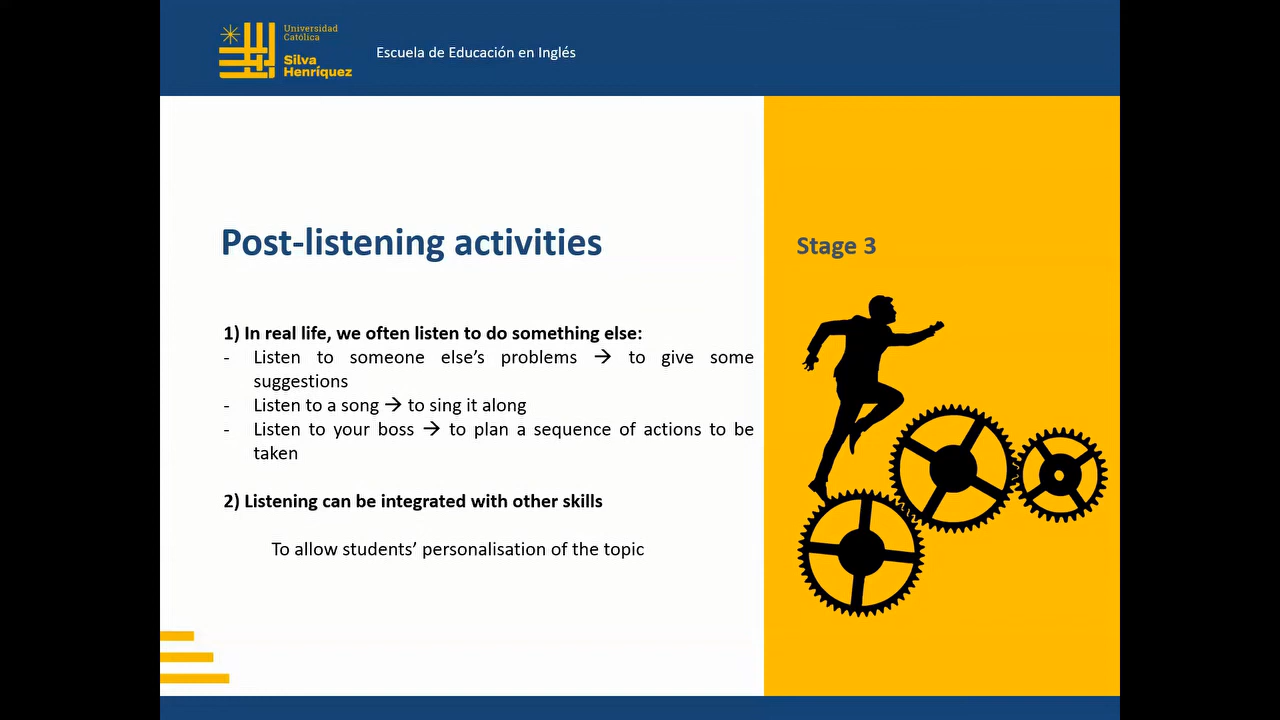 Universidad
Católica
Silva
Henríquez
Escuela de Educación en Inglés
Post-listening activities
Stage 3
1) In real life, we often listen to do something else:
- Listen to someone else’s problems → to give some
suggestions
- Listen to a song → to sing it along
- Listen to your boss → to plan a sequence of actions to be
taken
2) Listening can be integrated with other skills
To allow students’ personalisation of the topic